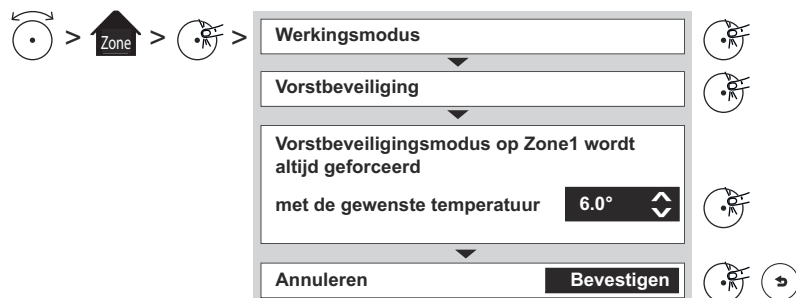 > Zone > >
Werkingsmodus
Vorstbeveiliging
Vorstbeveiligingsmodus op Zone1 wordt
altijd geforceerd
met de gewenste temperatuur 6.0°
Annuleren Bevestigen